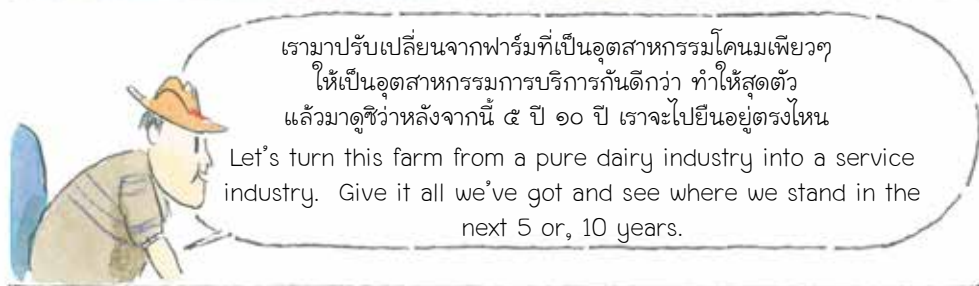 เรามาปรับเปลี่ยนจากฟาร์มที่เป็นอุตสาหกรรมโคนมเพียวๆ
ให้เป็นอุตสาหกรรมการบริการกันดีกว่า ทำให้สุดตัว
แล้วมาดูซิว่าหลังจากนี้ ๕ ปี ๑๐ ปี เราจะไปยืนอยู่ตรงไหน
Let's turn this farm from a pure dairy industry into a service
industry. Give it all we've got and see where we stand in the
next 5 or, 10 years.